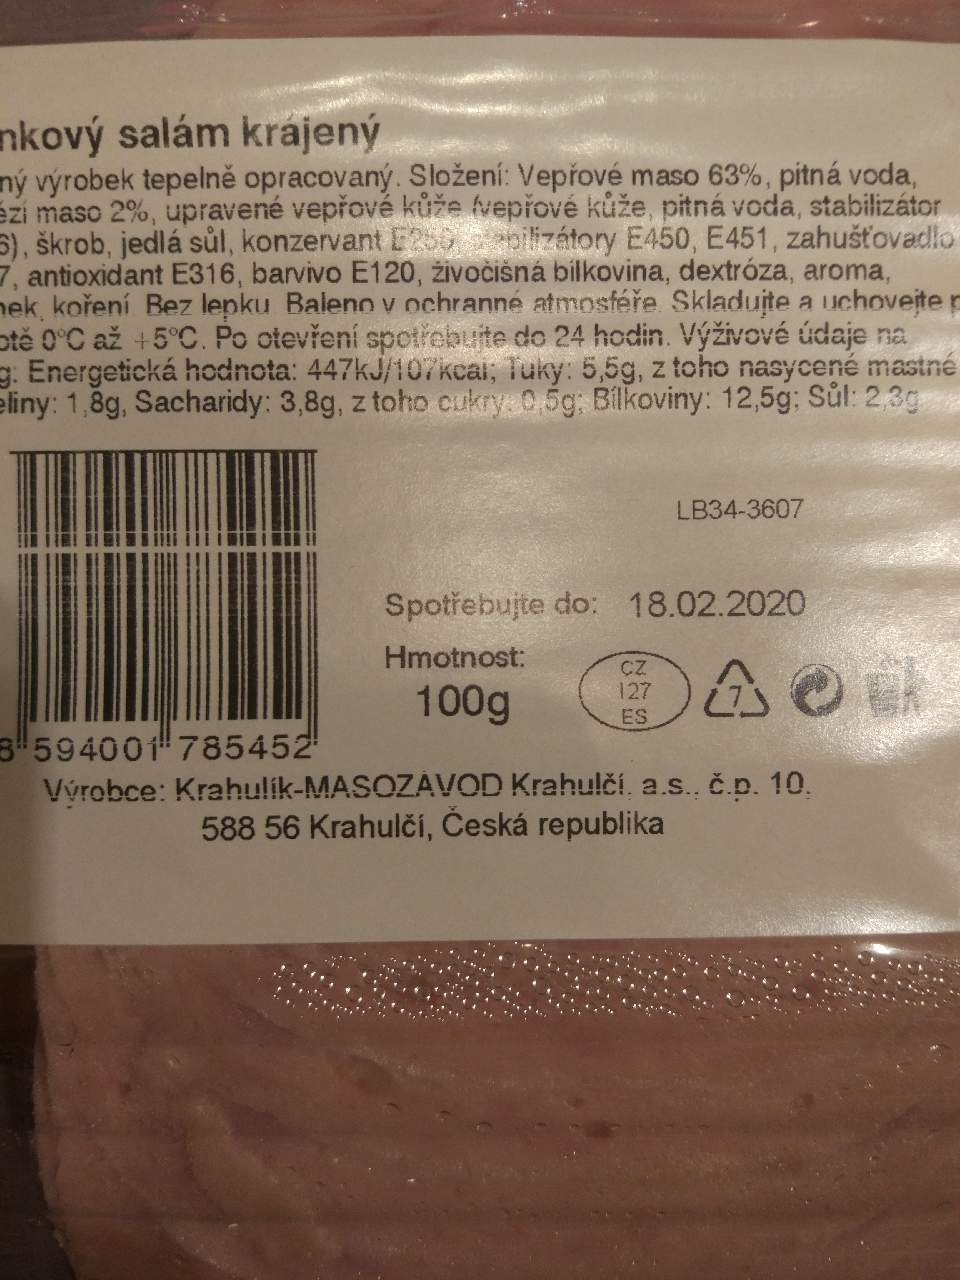 nkový salám krájený
ný výrobek tepelně opracovaný. Složení: Vepřové maso 63%, pitná voda,
ězí maso 2%, upravené vepřové kůže (vepřové kůže, pitná voda, stabilizátor
6), škrob, jedlá sůl, konzervant E250, stabilizátory E450, E451, zahušťovadlo
7, antioxidant E316, barvivo E120, živočišná bílkovina, dextróza, aroma,
nek, koření. Bez lepku. Baleno v ochranné atmosféře. Skladujte a uchovejte p
otě 0°C až +5°C. Po otevření spotřebujte do 24 hodin. Výživové údaje na
g: Energetická hodnota: 447kJ/107kcal; Tuky: 5,5g, z toho nasycené mastné
eliny: 1,8g, Sacharidy: 3,8g, z toho cukry: 0,5g; Bílkoviny: 12,5g; Sůl: 2,3g
LB34-3607
Spotřebujte do: 18.02.2020
Hmotnost:
100g
CZ
127
ES
7
8 594001 785452
Výrobce: Krahulík-MASOZÁVOD Krahulčí, a.s., č.p. 10,
588 56 Krahulčí, Česká republika